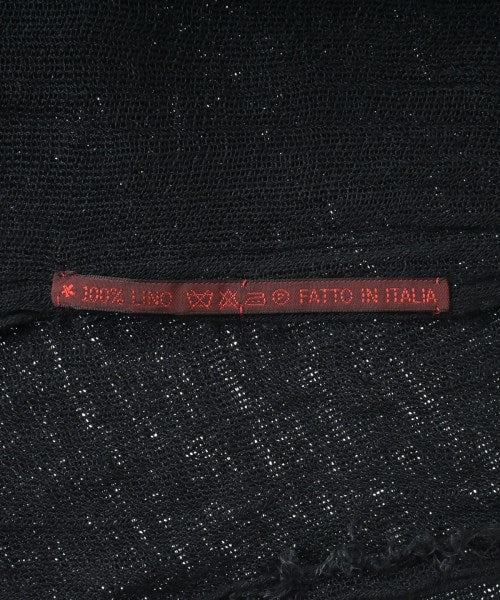 * 100% LINO Ⓟ FATTO IN ITALIA